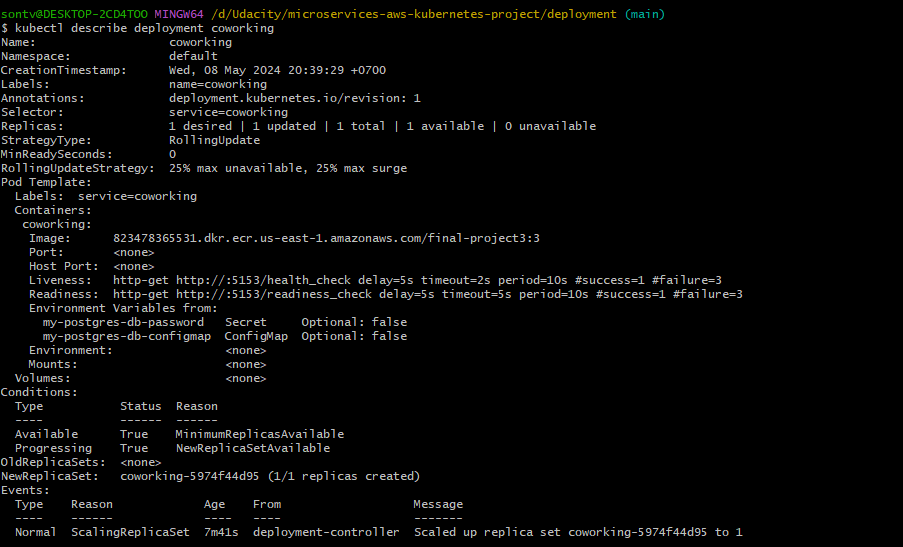 sontv@DESKTOP-2CD4TOO MINGW64 /d/Udacity/microservices-aws-kubernetes-project/deployment (main)
$ kubectl describe deployment coworking
Name:                   coworking
Namespace:              default
CreationTimestamp:      Wed, 08 May 2024 20:39:29 +0700
Labels:                 name=coworking
Annotations:            deployment.kubernetes.io/revision: 1
Selector:               service=coworking
Replicas:               1 desired | 1 updated | 1 total | 1 available | 0 unavailable
StrategyType:           RollingUpdate
MinReadySeconds:        0
RollingUpdateStrategy:  25% max unavailable, 25% max surge
Pod Template:
  Labels:  service=coworking
  Containers:
   coworking:
    Image:      823478365531.dkr.ecr.us-east-1.amazonaws.com/final-project3:3
    Port:       <none>
    Host Port:  <none>
    Liveness:   http-get http://:5153/health_check delay=5s timeout=2s period=10s #success=1 #failure=3
    Readiness:  http-get http://:5153/readiness_check delay=5s timeout=5s period=10s #success=1 #failure=3
    Environment Variables from:
      my-postgres-db-password   Secret     Optional: false
      my-postgres-db-configmap  ConfigMap  Optional: false
    Environment:                <none>
    Mounts:                     <none>
  Volumes:                      <none>
Conditions:
  Type           Status  Reason
  ----           ------  ------
  Available      True    MinimumReplicasAvailable
  Progressing    True    NewReplicaSetAvailable
OldReplicaSets:  <none>
NewReplicaSet:   coworking-5974f44d95 (1/1 replicas created)
Events:
  Type    Reason             Age    From                   Message
  ----    ------             ----   ----                   -------
  Normal  ScalingReplicaSet  7m41s  deployment-controller  Scaled up replica set coworking-5974f44d95 to 1